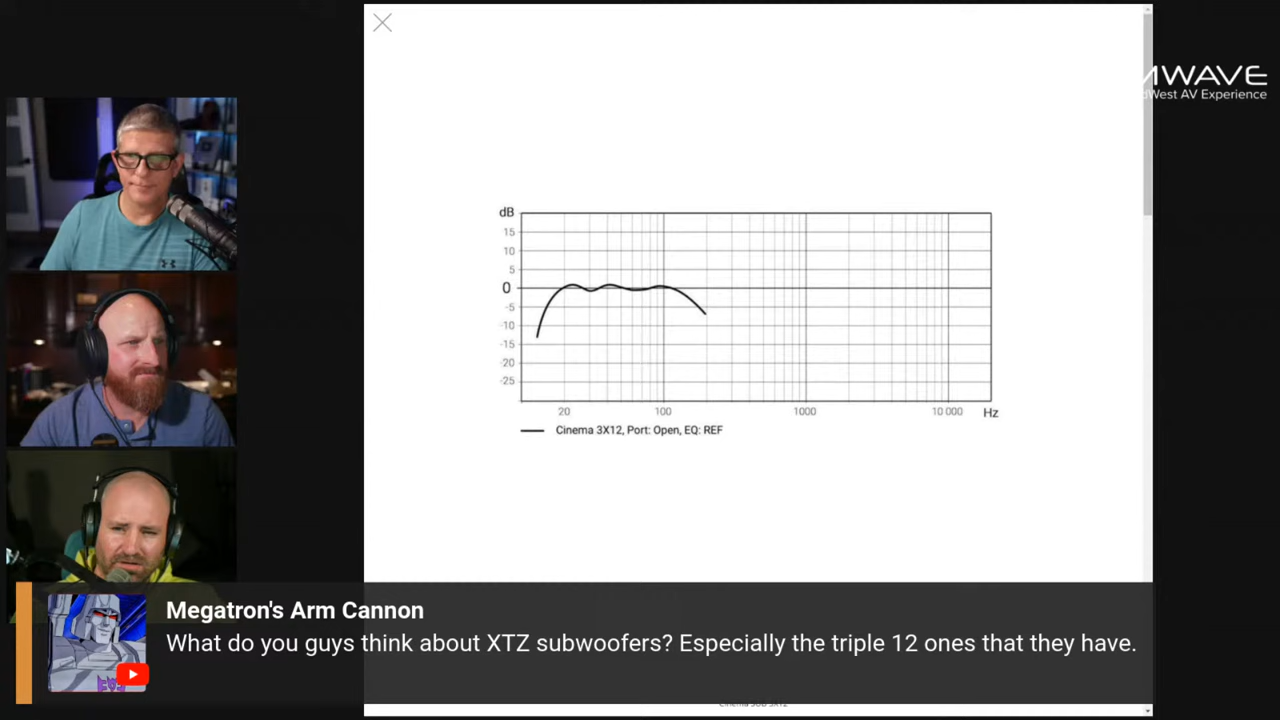 MWAVE
West AV Experience
dB
15
10
5
0
-5
-10
-15
-20
-25
20 100 1000 10 000 Hz
Cinema 3X12, Port: Open, EQ: REF
Megatron's Arm Cannon
What do you guys think about XTZ subwoofers? Especially the triple 12 ones that they have.